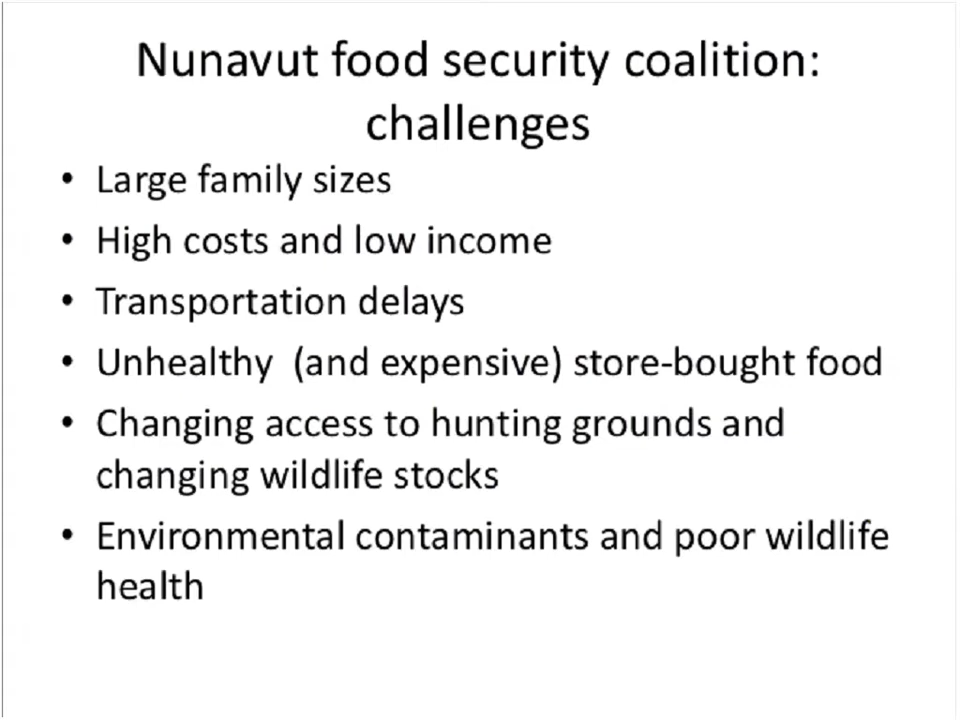 Nunavut food security coalition:
challenges
• Large family sizes
• High costs and low income
• Transportation delays
• Unhealthy  (and expensive) store-bought food
• Changing access to hunting grounds and
changing wildlife stocks
• Environmental contaminants and poor wildlife
health